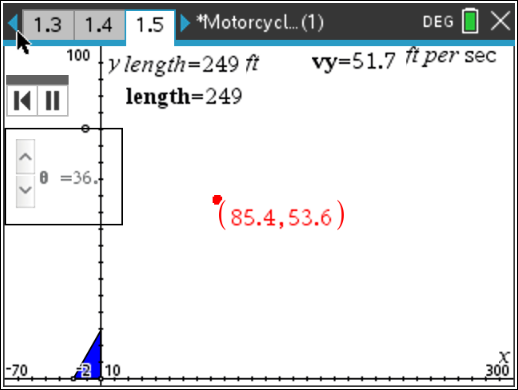 1.3 1.4 1.5 *Motorcycl...(1) DEG
100 y length=249 ft vy=51.7 ft per sec
length=249
θ =36.
(85.4,53.6)
x
-70 -2 10 300